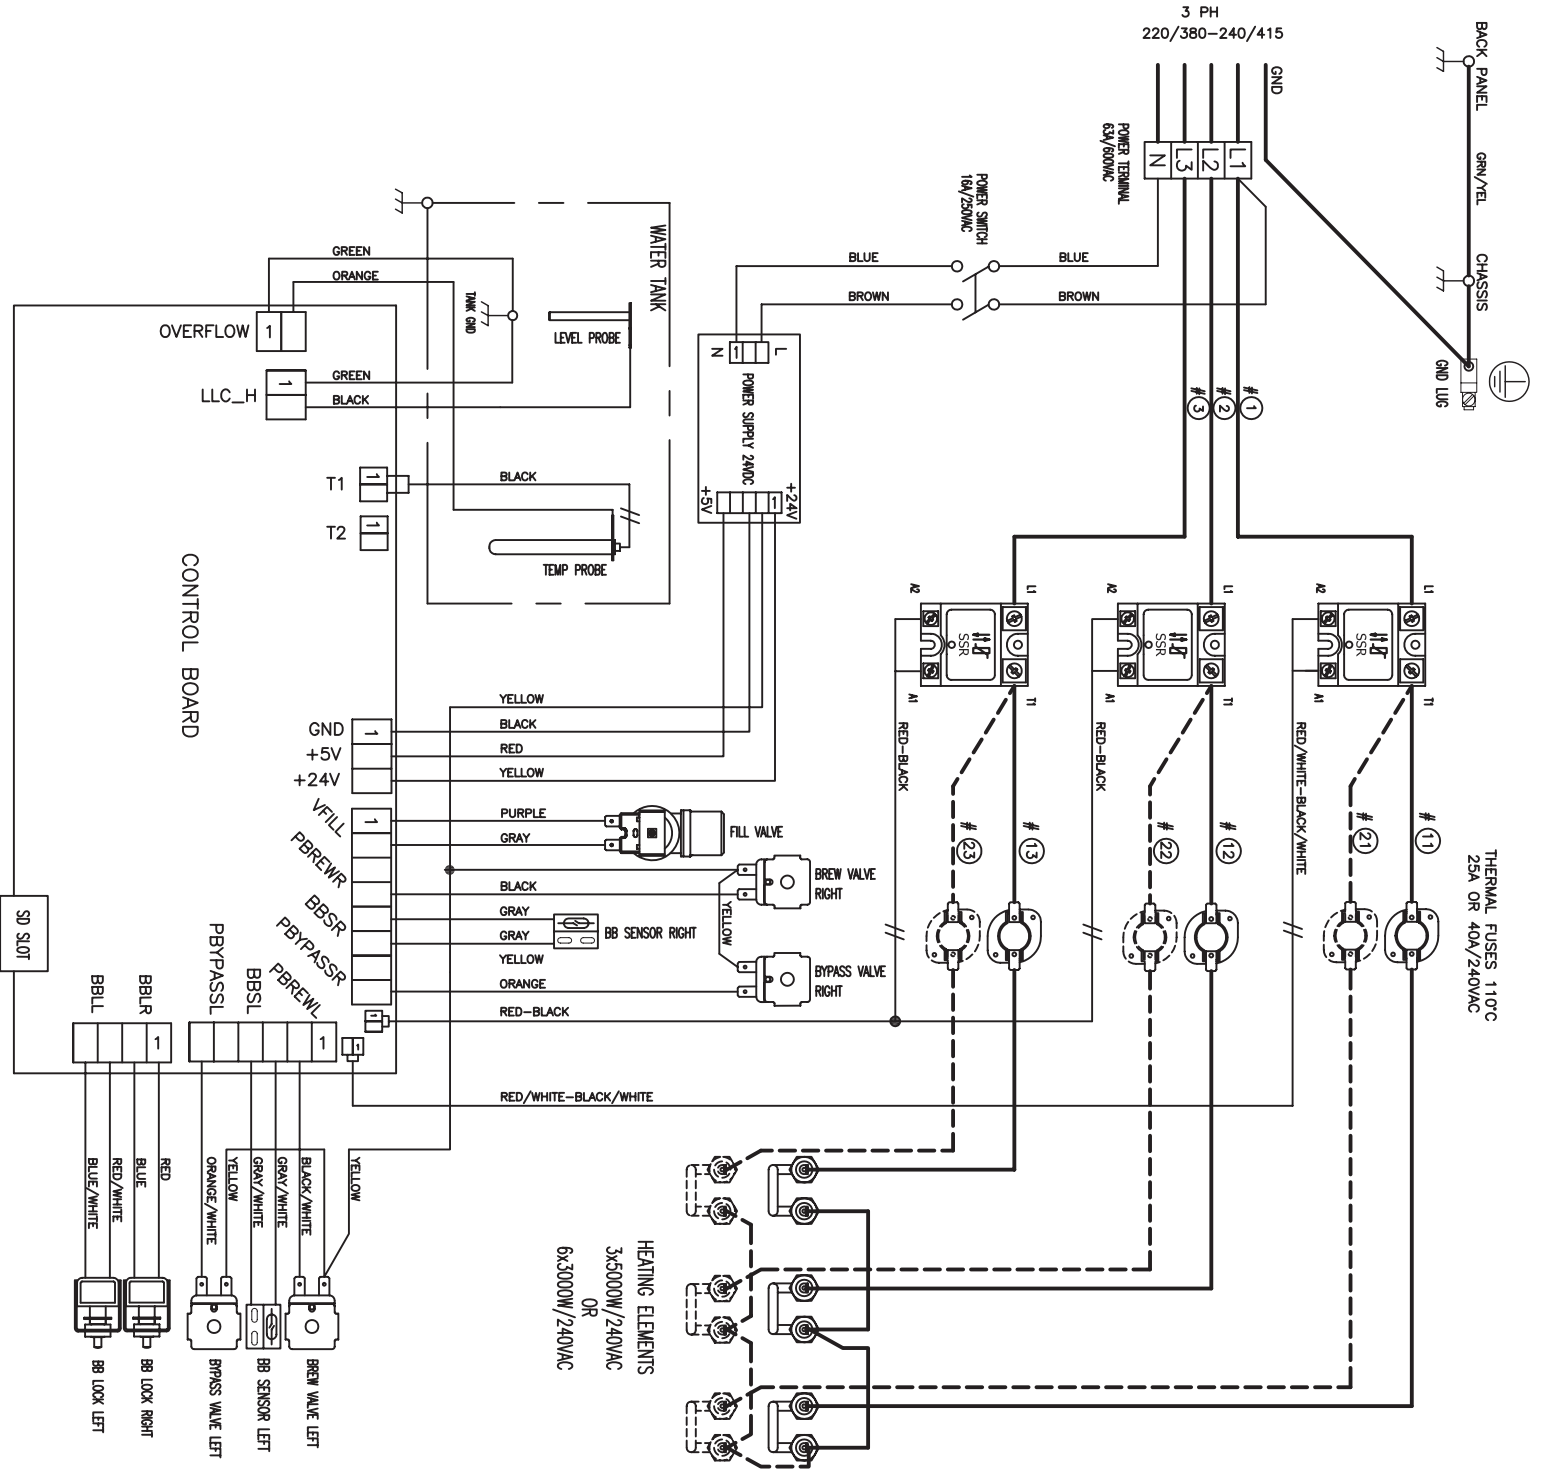 3 PH
220/380-240/415
GND
BACK PANEL
GRN/YEL
CHASSIS
GND LUG
POWER TERMINAL
63A/600VAC
L1
L2
L3
N
POWER SWITCH
16A/250VAC
BLUE
BLUE
BROWN
BROWN
# 1
# 2
# 3
WATER TANK
GREEN
ORANGE
TANK GND
LEVEL PROBE
OVERFLOW
1
LLC_H
1
GREEN
BLACK
N
1
L
POWER SUPPLY 24VDC
+5V
1
+24V
T1
1
BLACK
T2
1
TEMP PROBE
CONTROL BOARD
A2
L1
SSR
A1
T1
A2
L1
SSR
A1
T1
A2
L1
SSR
A1
T1
RED-BLACK
RED-BLACK
RED/WHITE-BLACK/WHITE
# 23
# 13
# 22
# 12
# 21
# 11
THERMAL FUSES 110°C
25A OR 40A/240VAC
YELLOW
GND
1
BLACK
+5V
RED
+24V
YELLOW
VFILL
1
PURPLE
GRAY
FILL VALVE
PBREWR
BLACK
BREW VALVE
RIGHT
YELLOW
BBSR
GRAY
GRAY
BB SENSOR RIGHT
PBYPASSR
YELLOW
ORANGE
BYPASS VALVE
RIGHT
RED-BLACK
1
1
RED/WHITE-BLACK/WHITE
SD SLOT
BBLL
BBLR
1
PBYPASSL
BBSL
PBREWL
1
BLUE/WHITE
RED/WHITE
BLUE
RED
ORANGE/WHITE
YELLOW
GRAY/WHITE
GRAY/WHITE
BLACK/WHITE
YELLOW
BB LOCK LEFT
BB LOCK RIGHT
BYPASS VALVE LEFT
BB SENSOR LEFT
BREW VALVE LEFT
HEATING ELEMENTS
3x5000W/240VAC
OR
6x3000W/240VAC